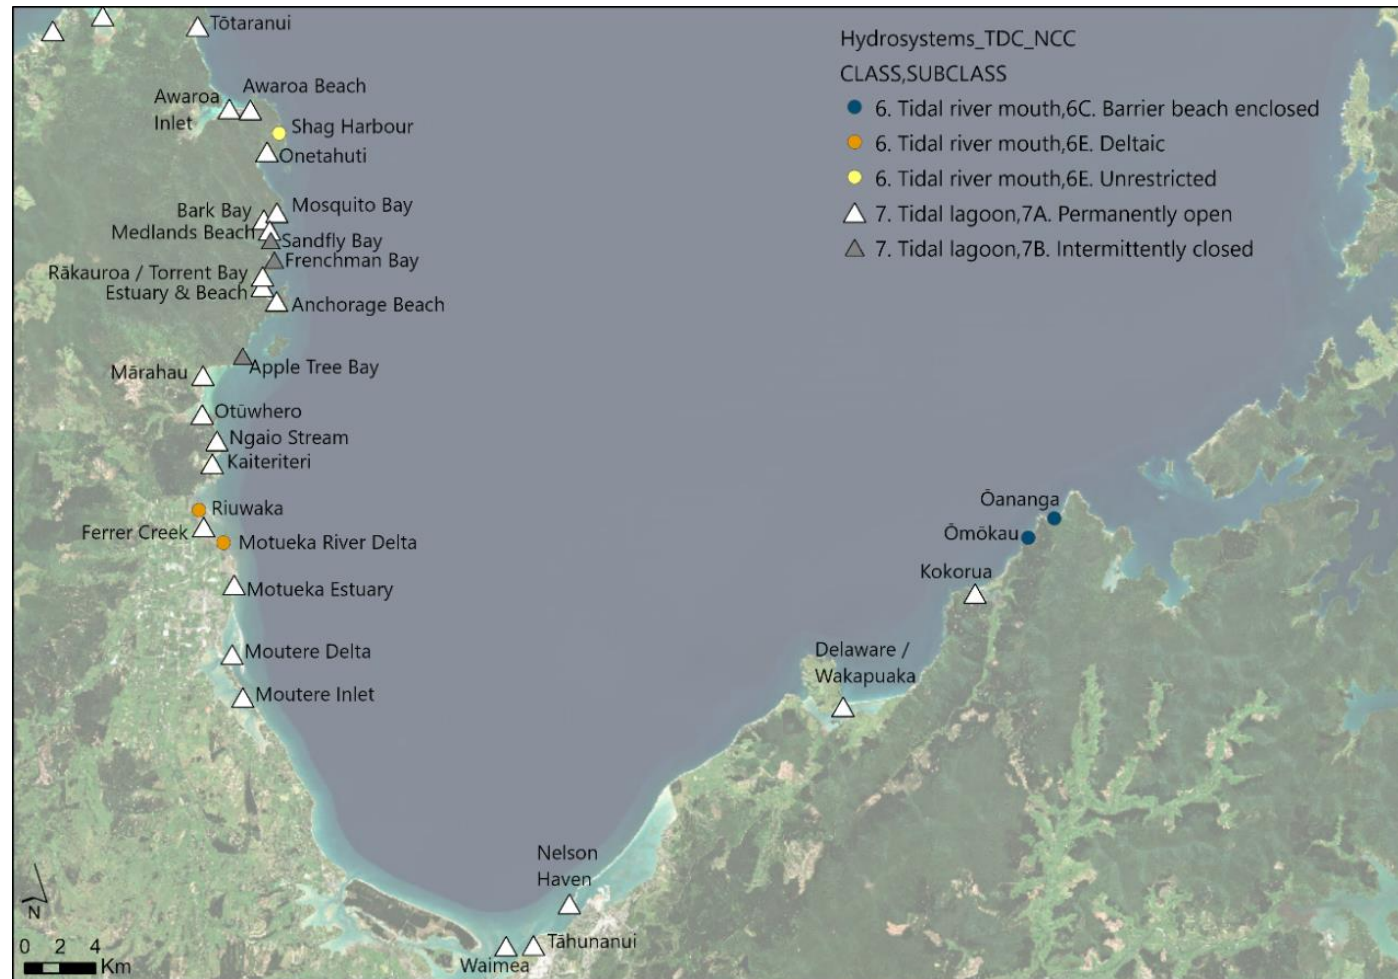 Tōtaranui
Hydrosystems_TDC_NCC
CLASS,SUBCLASS
6. Tidal river mouth,6C. Barrier beach enclosed
6. Tidal river mouth,6E. Deltaic
6. Tidal river mouth,6E. Unrestricted
7. Tidal lagoon,7A. Permanently open
7. Tidal lagoon,7B. Intermittently closed
Awaroa Beach
Awaroa
Inlet
Shag Harbour
Onetahuti
Mosquito Bay
Bark Bay
Medlands Beach
Sandfly Bay
Frenchman Bay
Rākauroa / Torrent Bay
Estuary & Beach
Anchorage Beach
Apple Tree Bay
Mārahau
Otūwhero
Ngaio Stream
Kaiteriteri
Riuwaka
Ferrer Creek
Motueka River Delta
Motueka Estuary
Moutere Delta
Moutere Inlet
Ōananga
Ōmōkau
Kokorua
Delaware /
Wakapuaka
Nelson
Haven
Tāhunanui
Waimea
N
0 2 4
Km